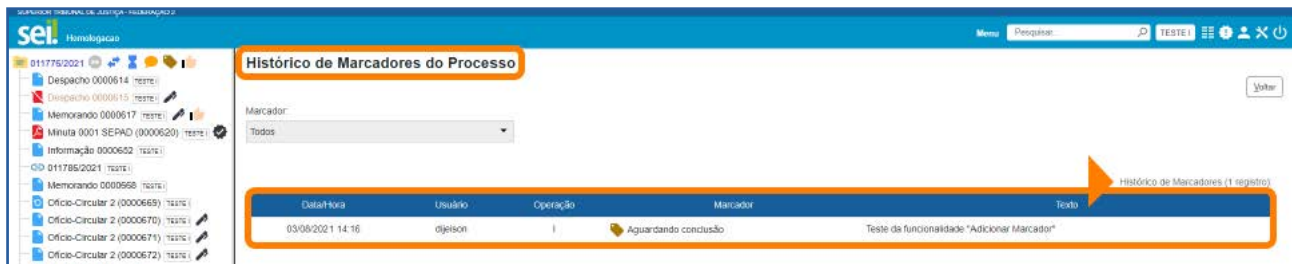 SUPERIOR TRIBUNAL DE JUSTIÇA - FEDERAÇÃO 2
sei! Homologacao
Menu Pesquisar... TESTE I
011776/2021
Despacho 0000614 TESTE I
Despacho 0000615 TESTE I
Memorando 0000617 TESTE I
Minuta 0001 SEPAD (0000620) TESTE I
Informação 0000652 TESTE I
011786/2021 TESTE I
Memorando 0000668 TESTE I
Ofício-Circular 2 (0000669) TESTE I
Ofício-Circular 2 (0000670) TESTE I
Ofício-Circular 2 (0000671) TESTE I
Ofício-Circular 2 (0000672) TESTE I
Histórico de Marcadores do Processo
Voltar
Marcador:
Todos
Histórico de Marcadores (1 registro)
Data/Hora Usuário Operação Marcador Texto
03/08/2021 14:16 dijeison I Aguardando conclusão Teste da funcionalidade "Adicionar Marcador"